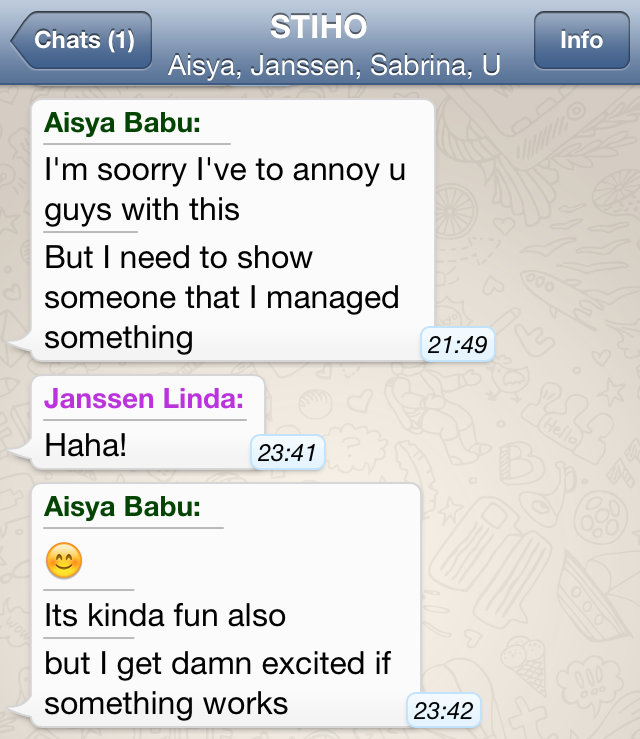 Chats (1)
STIHO
Info
Aisya, Janssen, Sabrina, U
Aisya Babu:
I'm soorry I've to annoy u
guys with this
But I need to show
someone that I managed
something
21:49
Janssen Linda:
Haha!
23:41
Aisya Babu:
😊
Its kinda fun also
but I get damn excited if
something works
23:42